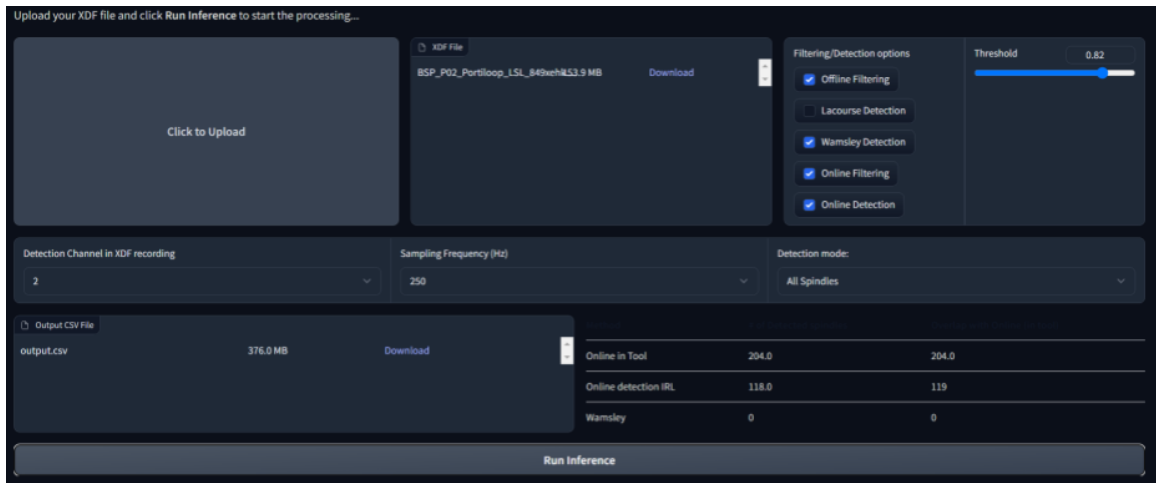 Upload your XDF file and click Run Inference to start the processing...
Click to Upload
XDF File
BSP_P02_Portiloop_LSL_849xehik 53.9 MB Download
Filtering/Detection options
Offline Filtering
Lacourse Detection
Wamsley Detection
Online Filtering
Online Detection
Threshold 0.82
Detection Channel in XDF recording
2
Sampling Frequency (Hz)
250
Detection mode:
All Spindles
Output CSV File
output.csv 376.0 MB Download
Online in Tool 204.0 204.0
Online detection IRL 118.0 119
Wamsley 0 0
Run Inference